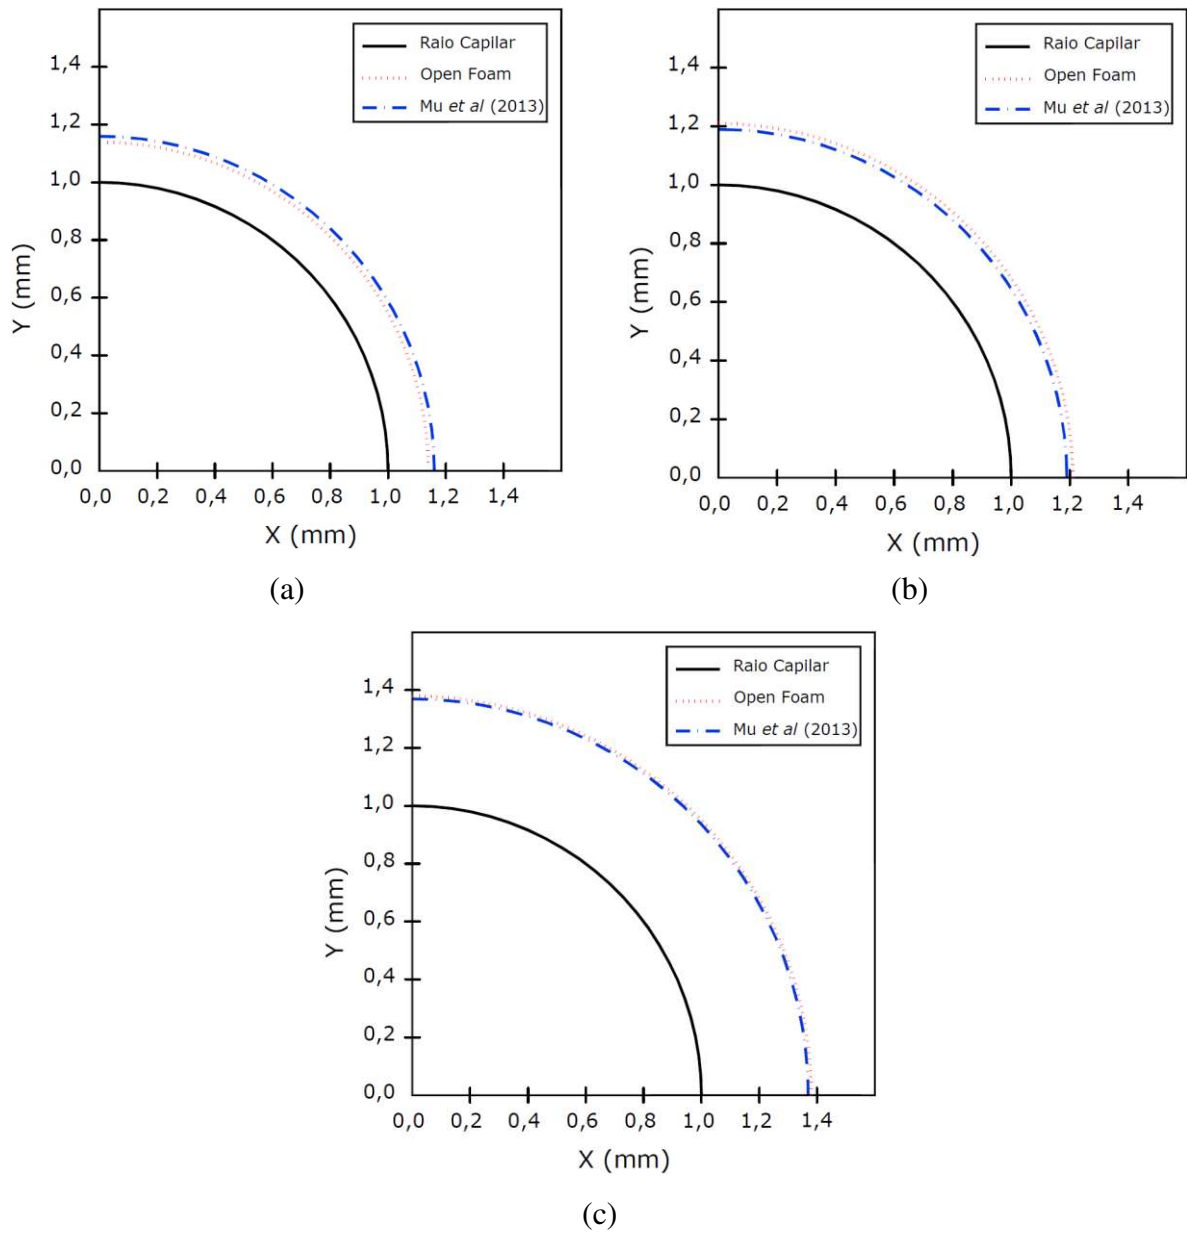 Raio Capilar
Open Foam
Mu et al (2013)
1,4
1,2
1,0
0,8
0,6
0,4
0,2
0,0
Y (mm)
0,0 0,2 0,4 0,6 0,8 1,0 1,2 1,4
X (mm)
(a)
Raio Capilar
Open Foam
Mu et al (2013)
1,4
1,2
1,0
0,8
0,6
0,4
0,2
0,0
Y (mm)
0,0 0,2 0,4 0,6 0,8 1,0 1,2 1,4
X (mm)
(b)
Raio Capilar
Open Foam
Mu et al (2013)
1,4
1,2
1,0
0,8
0,6
0,4
0,2
0,0
Y (mm)
0,0 0,2 0,4 0,6 0,8 1,0 1,2 1,4
X (mm)
(c)